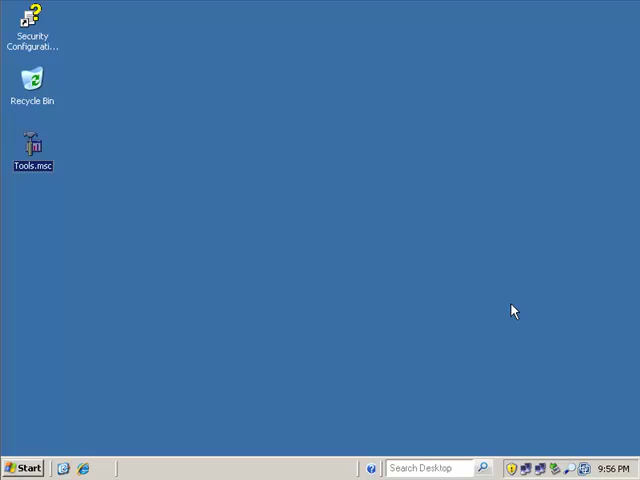 Security
Configurati...
Recycle Bin
Tools.msc
Start
Search Desktop
9:56 PM